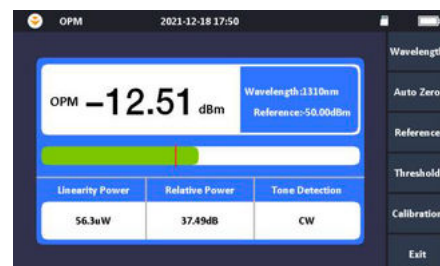 OPM 2021-12-18 17:50
OPM -12.51 dBm
Wavelength:1310nm
Reference:-50.00dBm
Linearity Power Relative Power Tone Detection
56.3uW 37.49dB CW
Wavelengt
Auto Zero
Reference
Threshold
Calibration
Exit